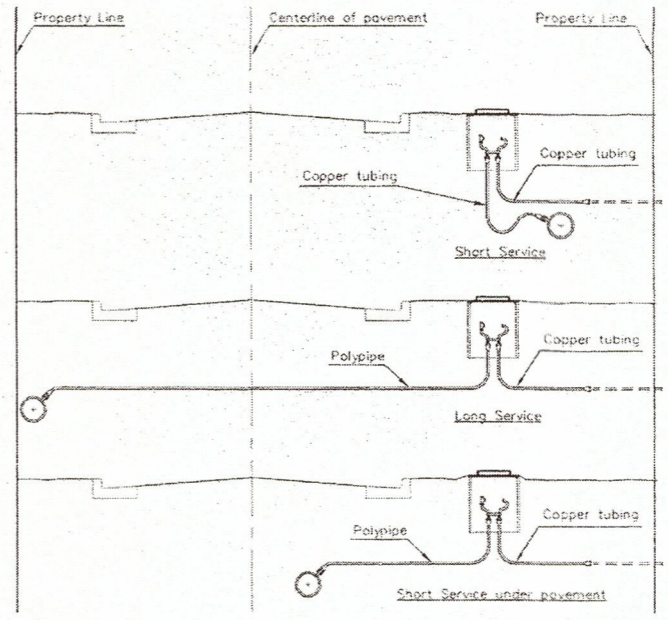 Property Line
Centerline of pavement
Property Line
Copper tubing
Copper tubing
Short Service
Polypipe
Copper tubing
Long Service
Polypipe
Copper tubing
Short Service under pavement